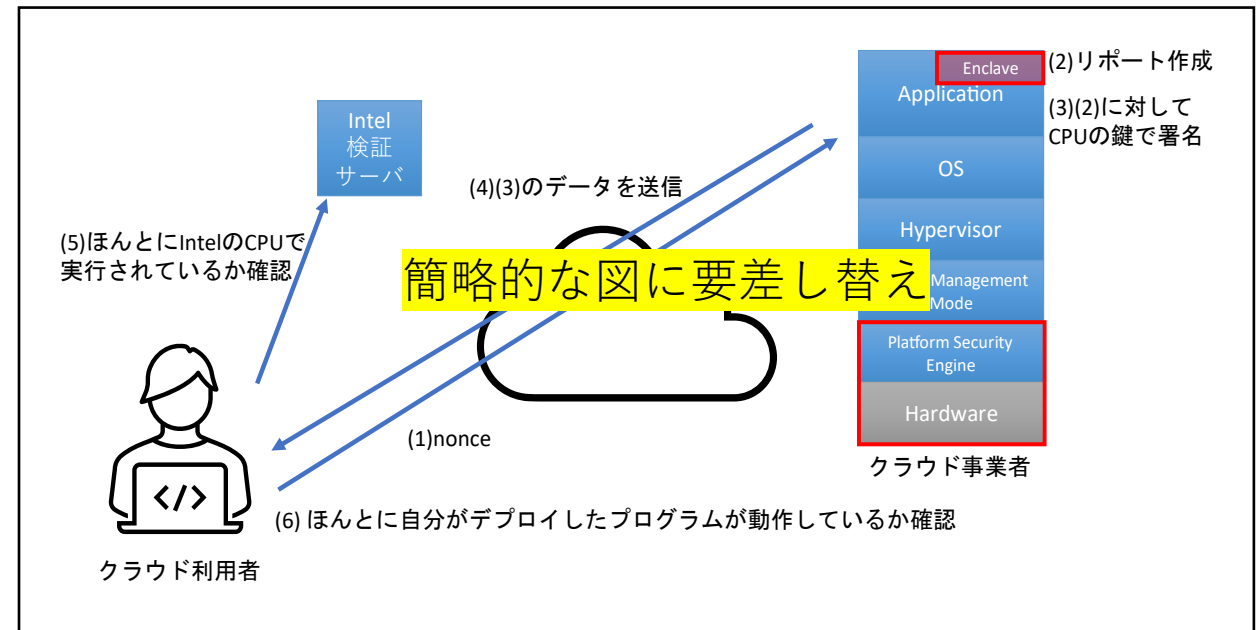 Enclave
Application
(2)リポート作成
(3)(2)に対して
CPUの鍵で署名
Intel
検証
サーバ
OS
(4)(3)のデータを送信
Hypervisor
(5)ほんとにIntelのCPUで
実行されているか確認
簡略的な図に要差し替え
Management
Mode
Platform Security
Engine
Hardware
(1)nonce
クラウド事業者
</>
(6) ほんとに自分がデプロイしたプログラムが動作しているか確認
クラウド利用者